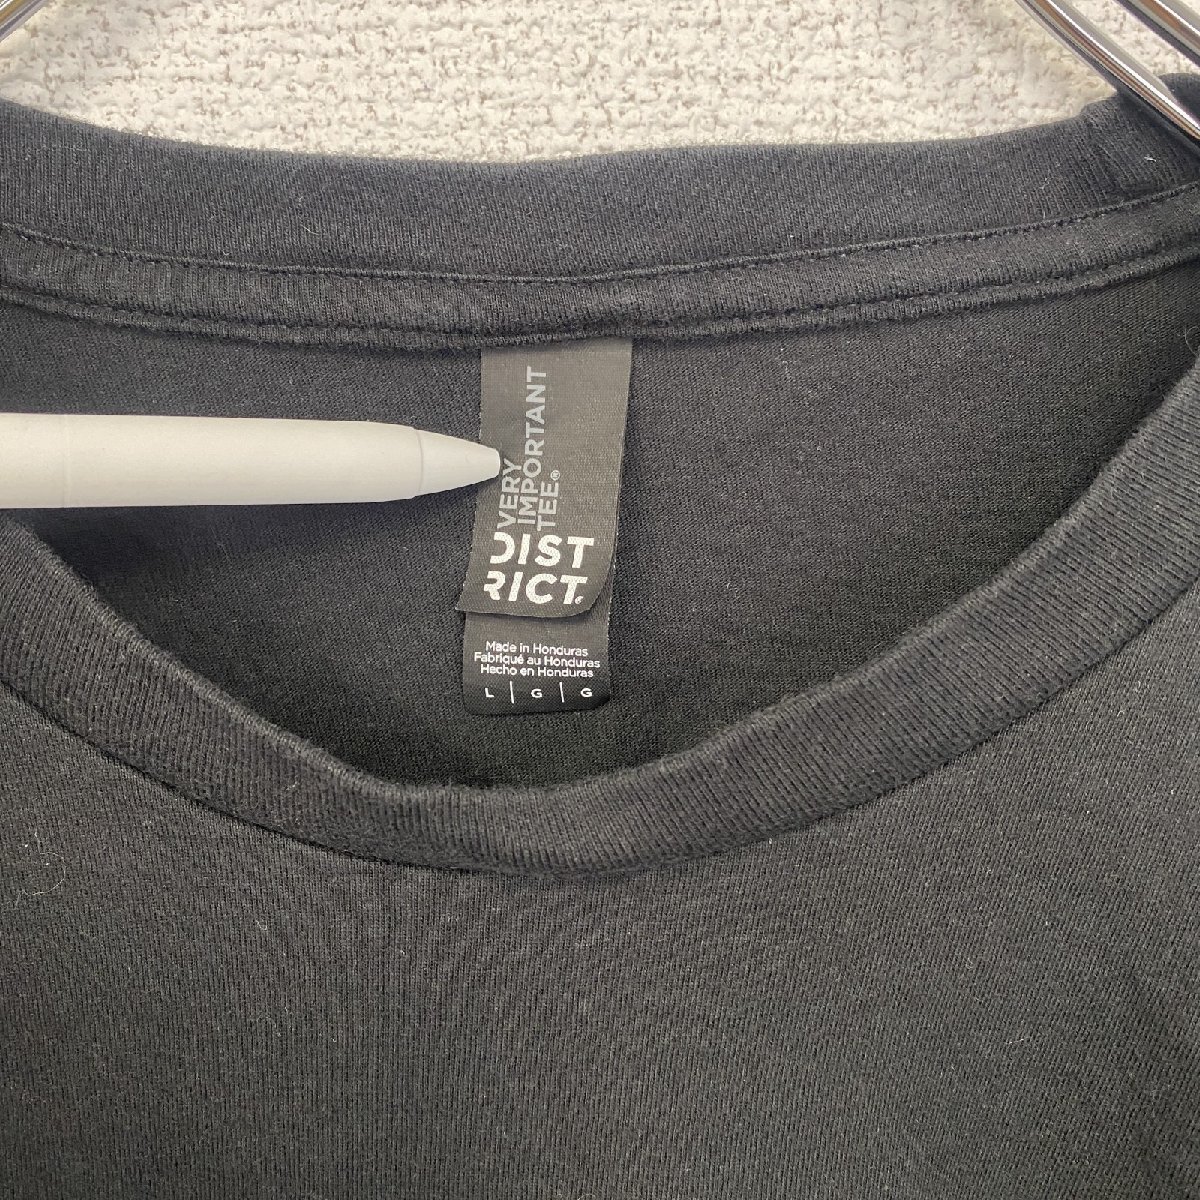 VERY
IMPORTANT
TEE®
DIST
RICT®
Made in Honduras
Fabriqué au Honduras
Hecho en Honduras
L | G | G